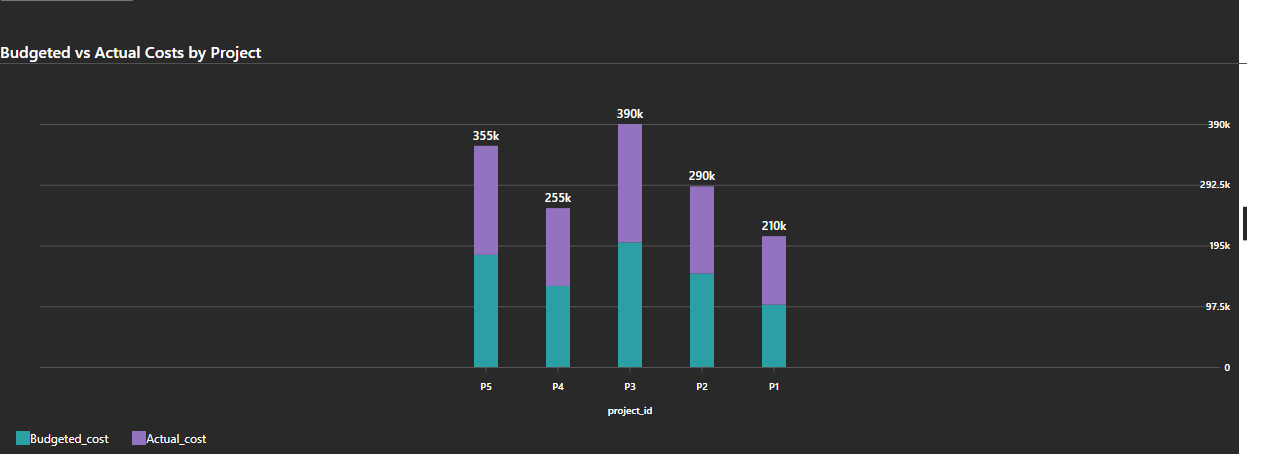 Budgeted vs Actual Costs by Project
390k
355k
390k
290k
292.5k
255k
210k
195k
97.5k
0
P5 P4 P3 P2 P1
project_id
Budgeted_cost Actual_cost